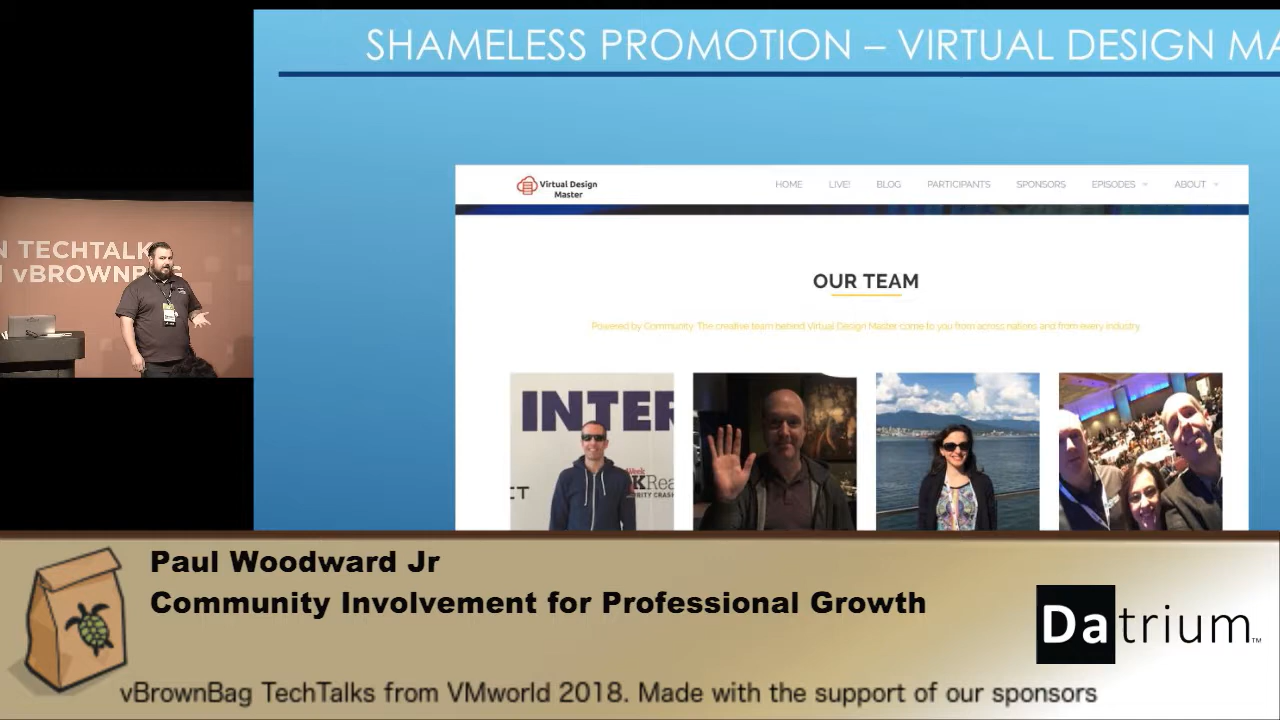 SHAMELESS PROMOTION – VIRTUAL DESIGN MA
N TECHTALK
vBROWNBAG
Virtual Design
Master
HOME LIVE! BLOG PARTICIPANTS SPONSORS EPISODES ABOUT
OUR TEAM
Powered by Community. The creative team behind Virtual Design Master come to you from across nations and from every industry.
INTER
CT
Paul Woodward Jr
Community Involvement for Professional Growth
Datrium™
vBrownBag TechTalks from VMworld 2018. Made with the support of our sponsors